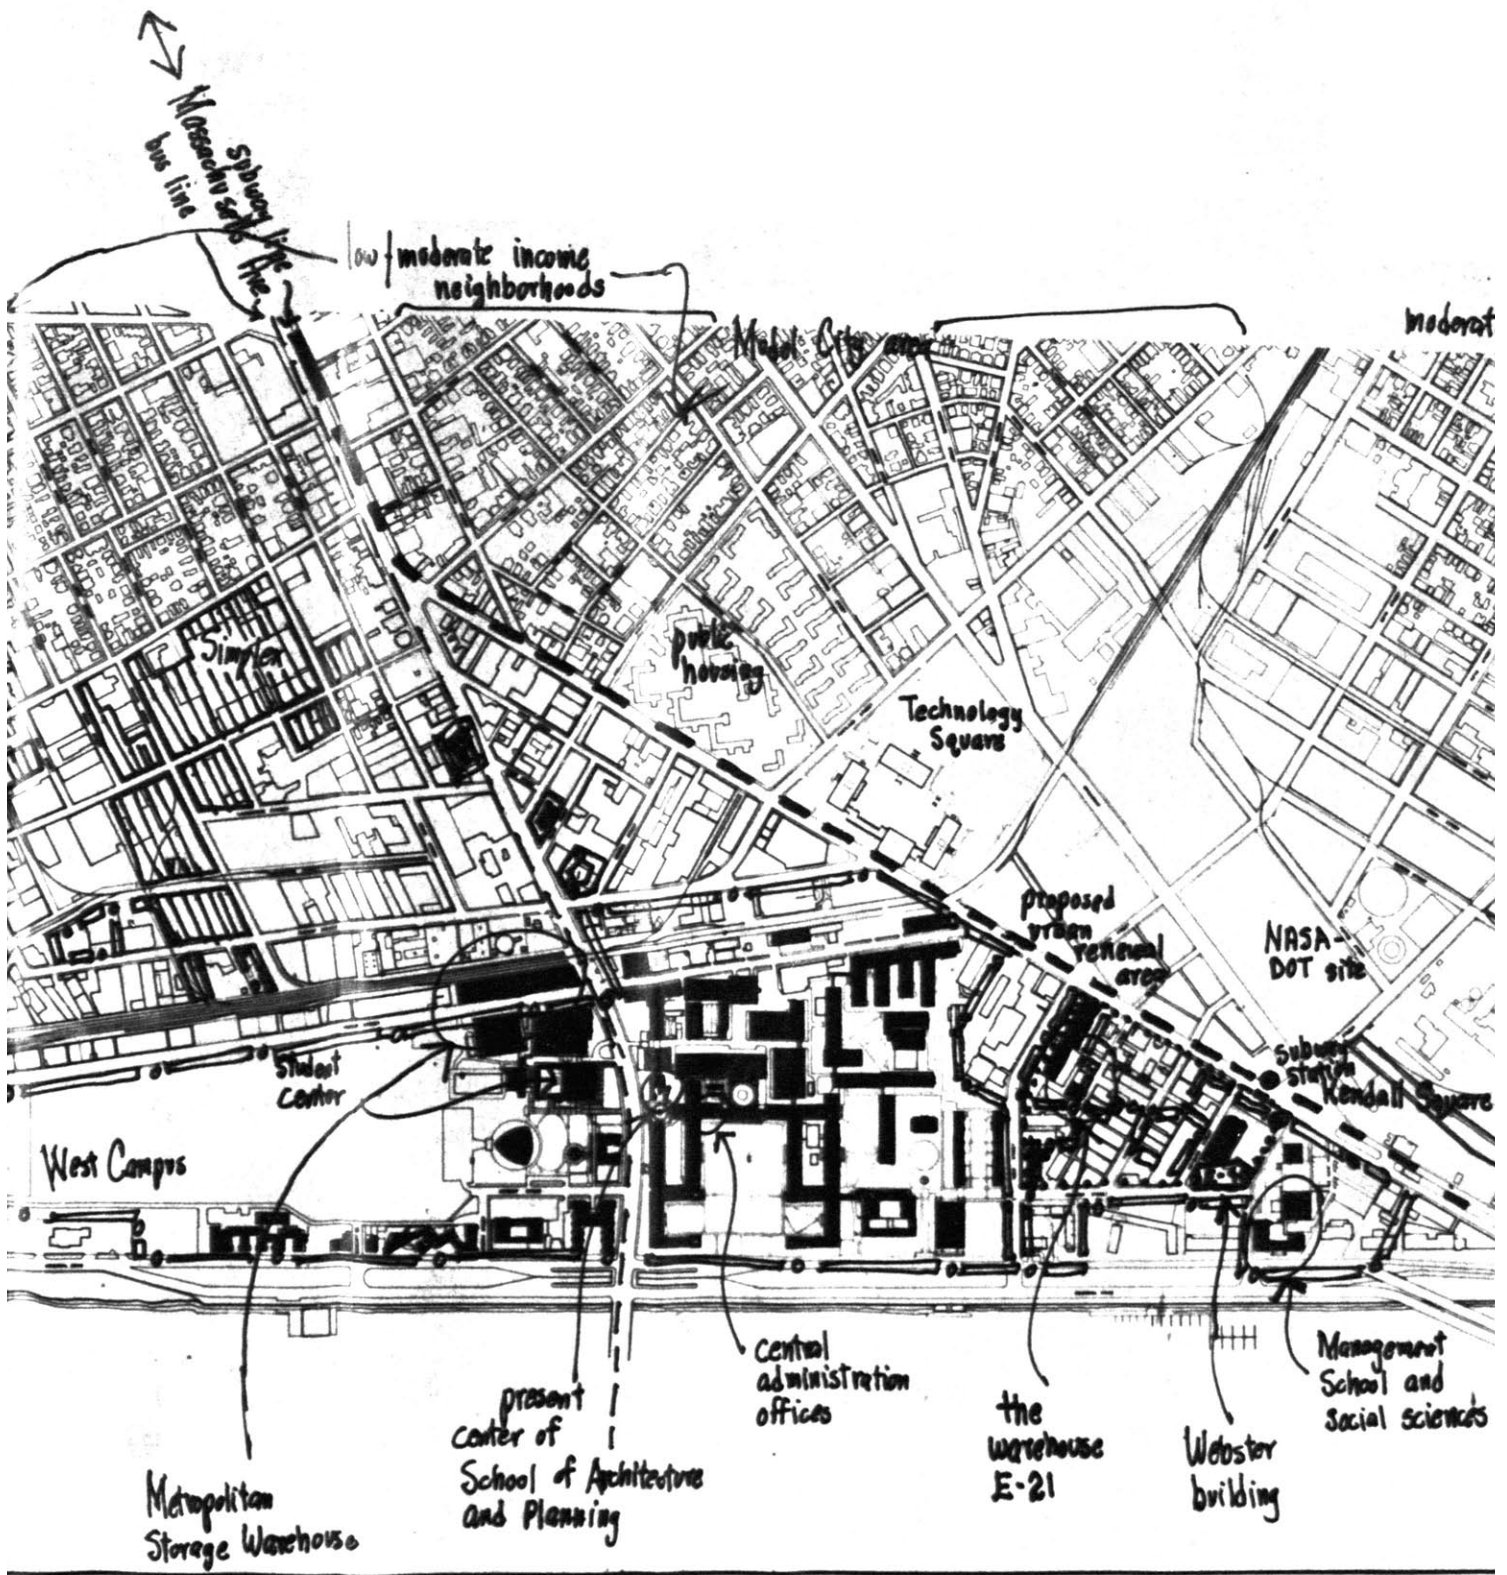 subway line
Massachusetts Ave
bus line
low/moderate income
neighborhoods
Model City area
moderat
Simplex
public
housing
Technology
Square
proposed
urban
renewal
area
NASA-
DOT site
subway
station
Kendall Square
Student
center
West Campus
central
administration
offices
present
center of
School of Architecture
and Planning
Metropolitan
Storage Warehouse
the
warehouse
E-21
Webster
building
Management
School and
social sciences